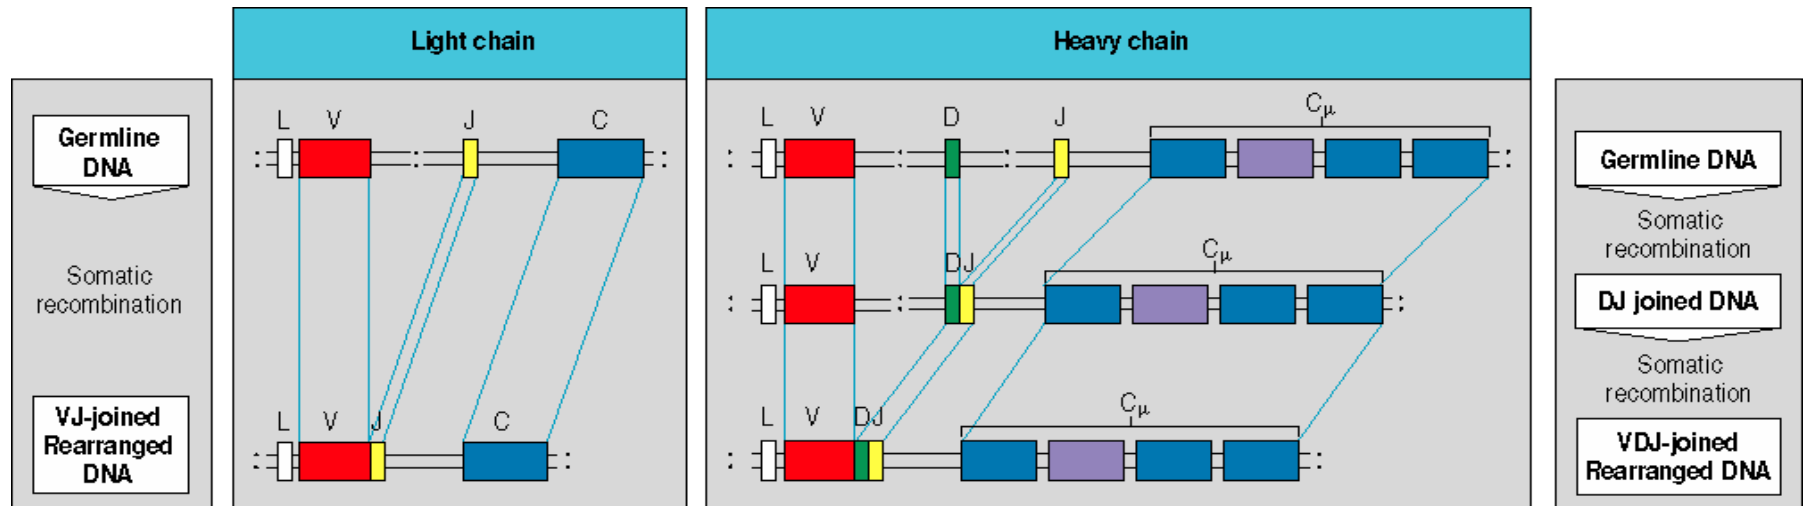 Light chain
Heavy chain
L V J C
L V D J Cμ
Germline
DNA
Germline DNA
Somatic
recombination
Somatic
recombination
L V DJ Cμ
DJ joined DNA
Somatic
recombination
VJ-joined
Rearranged
DNA
L V J C
L V DJ Cμ
VDJ-joined
Rearranged DNA